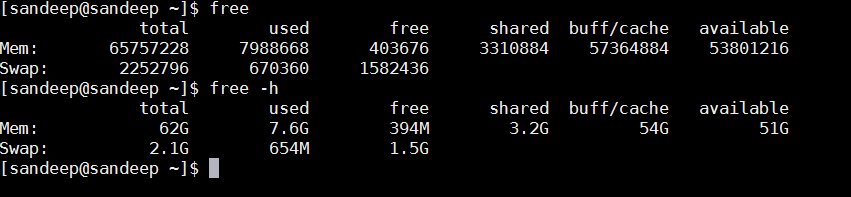 [sandeep@sandeep ~]$ free
              total        used        free      shared  buff/cache   available
Mem:       65757228     7988668      403676     3310884    57364884    53801216
Swap:       2252796      670360     1582436
[sandeep@sandeep ~]$ free -h
              total        used        free      shared  buff/cache   available
Mem:            62G        7.6G        394M        3.2G         54G         51G
Swap:          2.1G        654M        1.5G
[sandeep@sandeep ~]$